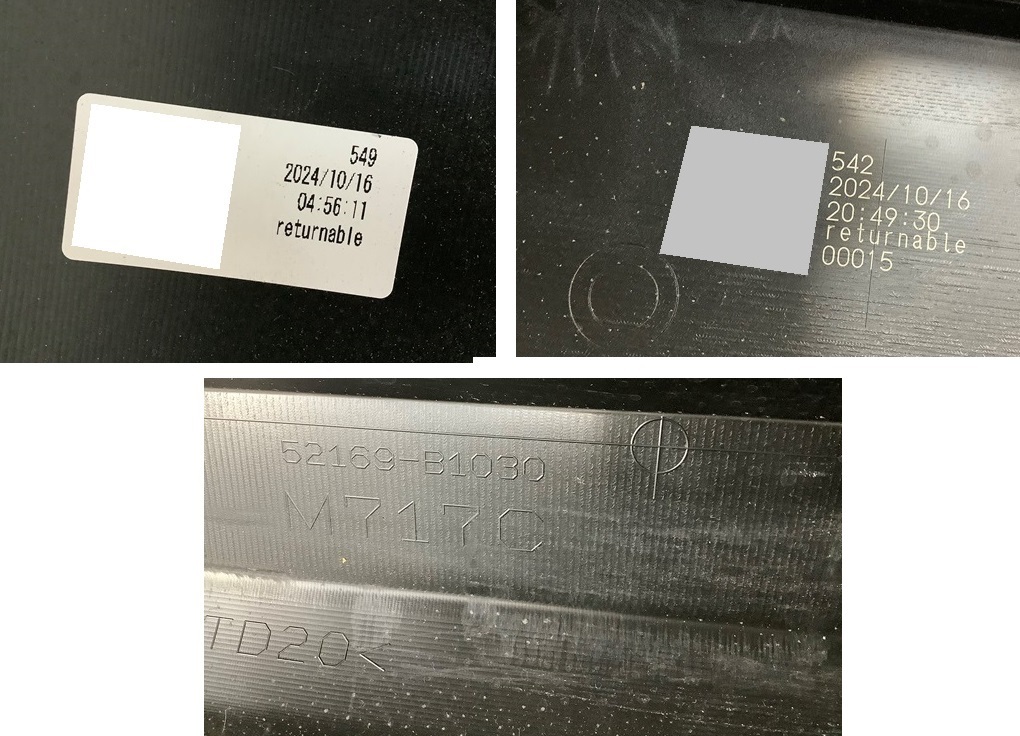 549
2024/10/16
04:56:11
returnable
542
2024/10/16
20:49:30
returnable
00015
52169-B1030
M717C
TD20<